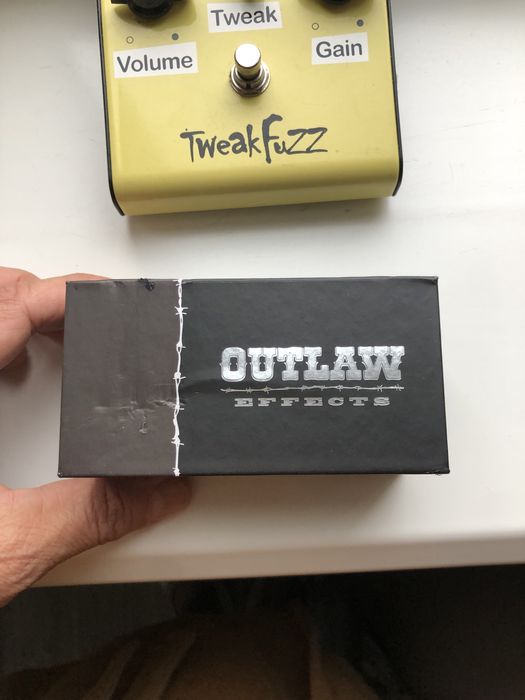 Tweak
Volume
Gain
TweakFuzz
OUTLAW
EFFECTS